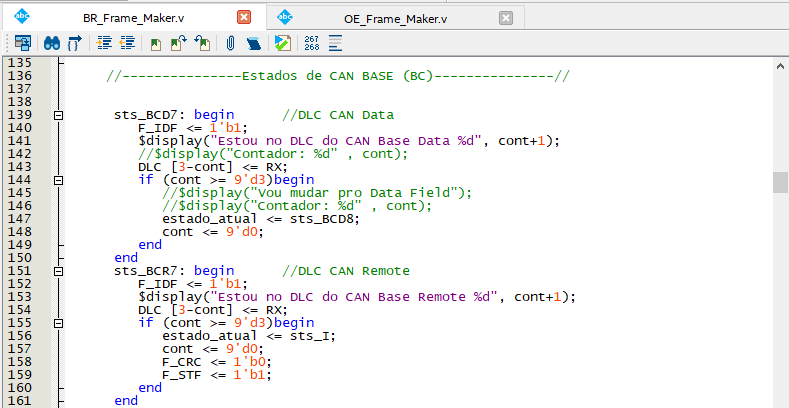 BR_Frame_Maker.v
OE_Frame_Maker.v
abc
abc
267
268
135
136 //---------------Estados de CAN BASE (BC)---------------//
137
138
139 sts_BCD7: begin //DLC CAN Data
140 F_IDF <= 1'b1;
141 $display("Estou no DLC do CAN Base Data %d", cont+1);
142 //$display("Contador: %d" , cont);
143 DLC [3-cont] <= RX;
144 if (cont >= 9'd3)begin
145 //$display("Vou mudar pro Data Field");
146 //$display("Contador: %d" , cont);
147 estado_atual <= sts_BCD8;
148 cont <= 9'd0;
149 end
150 end
151 sts_BCR7: begin //DLC CAN Remote
152 F_IDF <= 1'b1;
153 $display("Estou no DLC do CAN Base Remote %d", cont+1);
154 DLC [3-cont] <= RX;
155 if (cont >= 9'd3)begin
156 estado_atual <= sts_I;
157 cont <= 9'd0;
158 F_CRC <= 1'b0;
159 F_STF <= 1'b1;
160 end
161 end